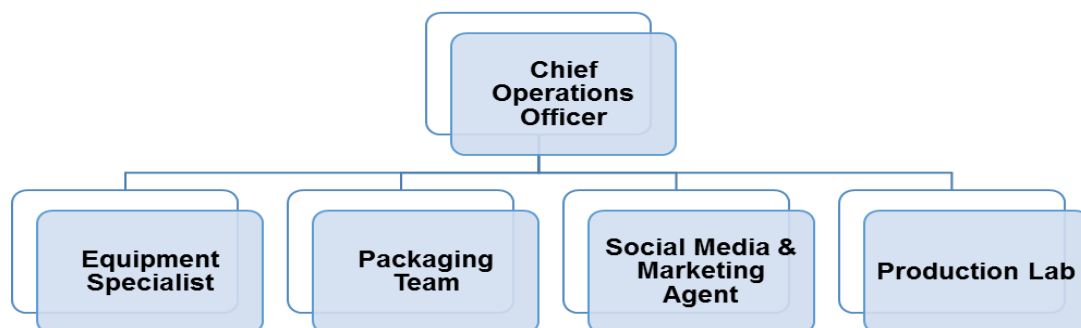 Chief
Operations
Officer
Equipment
Specialist
Packaging
Team
Social Media &
Marketing
Agent
Production Lab